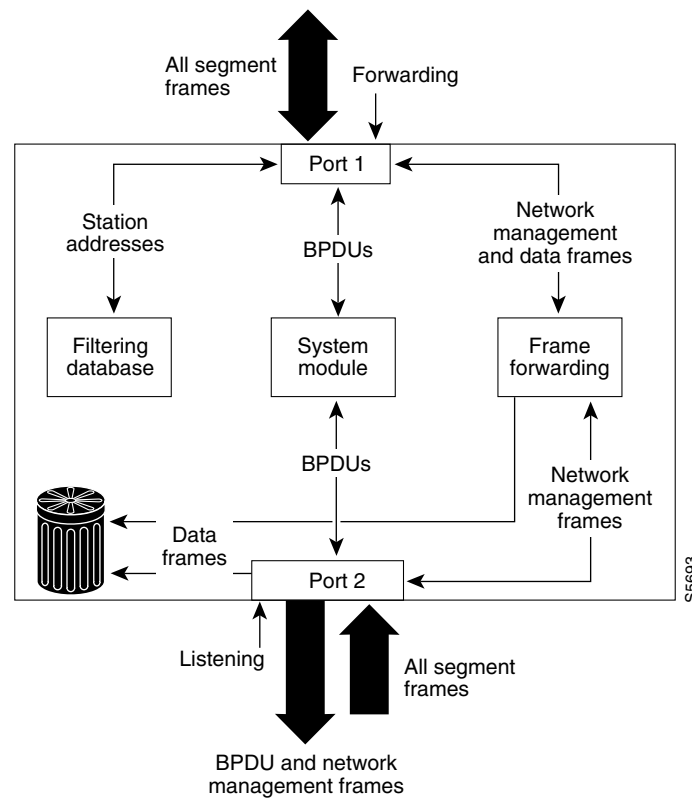 All segment
frames
Forwarding
Port 1
Station
addresses
BPDUs
Network
management
and data frames
Filtering
database
System
module
Frame
forwarding
BPDUs
Network
management
frames
Data
frames
Port 2
S5693
Listening
All segment
frames
BPDU and network
management frames